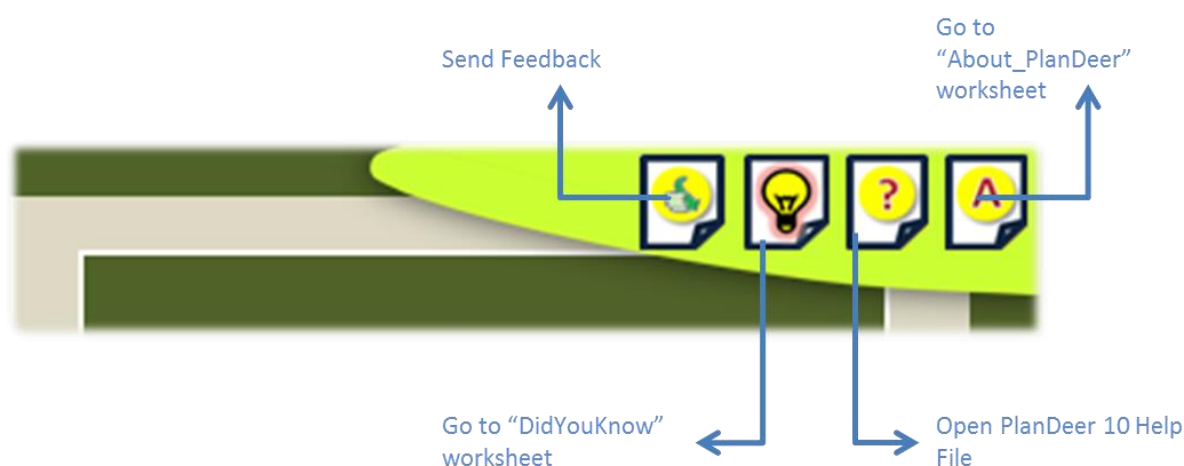 Send Feedback
Go to
“About_PlanDeer”
worksheet
?
A
Go to “DidYouKnow”
worksheet
Open PlanDeer 10 Help
File